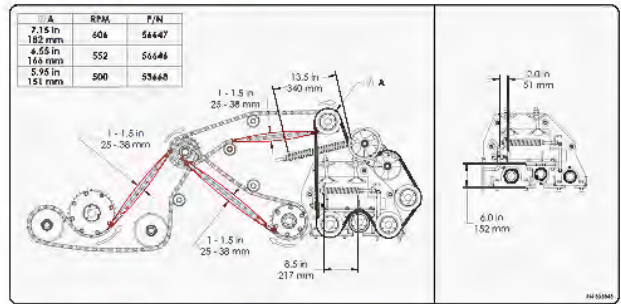 A RPM P/N
7.15 in
182 mm 606 56647
6.55 in
166 mm 552 56646
5.95 in
151 mm 500 53668
13.5 in
340 mm
A
1 - 1.5 in
25 - 38 mm
1 - 1.5 in
25 - 38 mm
1 - 1.5 in
25 - 38 mm
8.5 in
217 mm
2.0 in
51 mm
6.0 in
152 mm